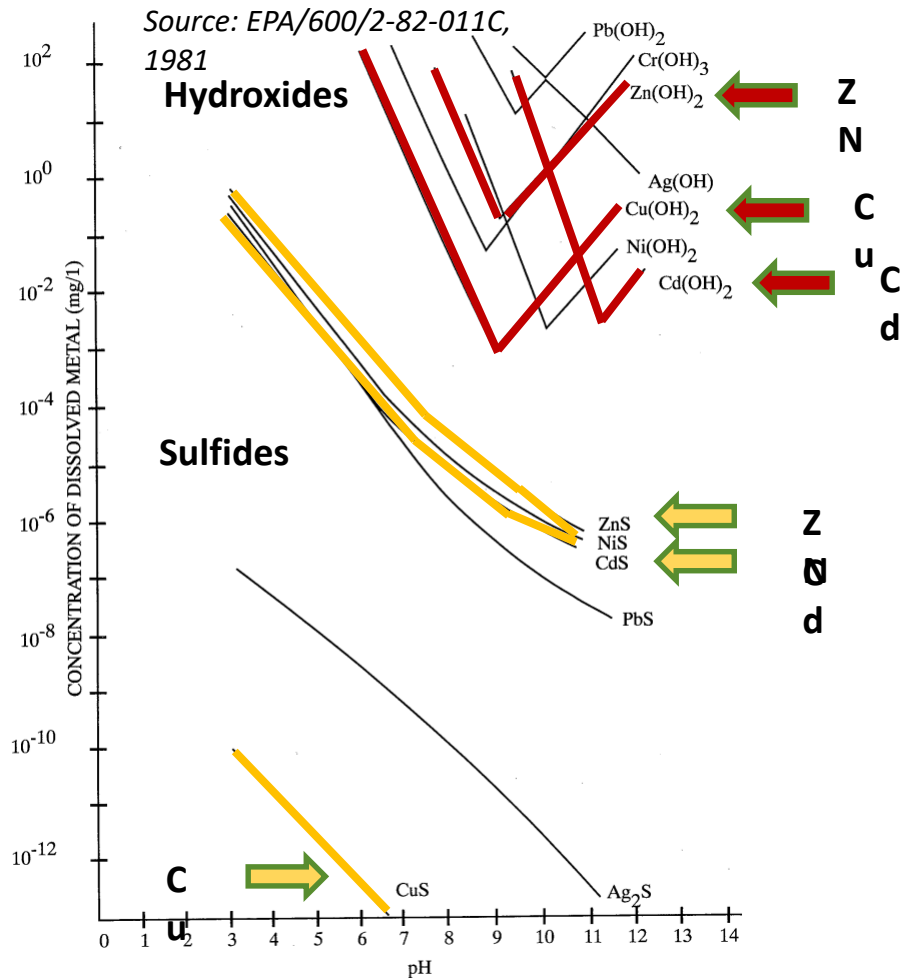 Source: EPA/600/2-82-011C,
1981
Hydroxides
Pb(OH)2
Cr(OH)3
Zn(OH)2
Z
N
Ag(OH)
Cu(OH)2
C
u
Ni(OH)2
Cd(OH)2
C
d
Sulfides
ZnS
NiS
CdS
Z
N
C
d
PbS
C
u
CuS
Ag2S
CONCENTRATION OF DISSOLVED METAL (mg/1)
10^2
10^0
10^-2
10^-4
10^-6
10^-8
10^-10
10^-12
0 1 2 3 4 5 6 7 8 9 10 11 12 13 14
pH